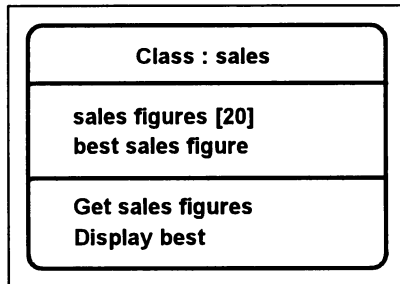 Class : sales
sales figures [20]
best sales figure
Get sales figures
Display best